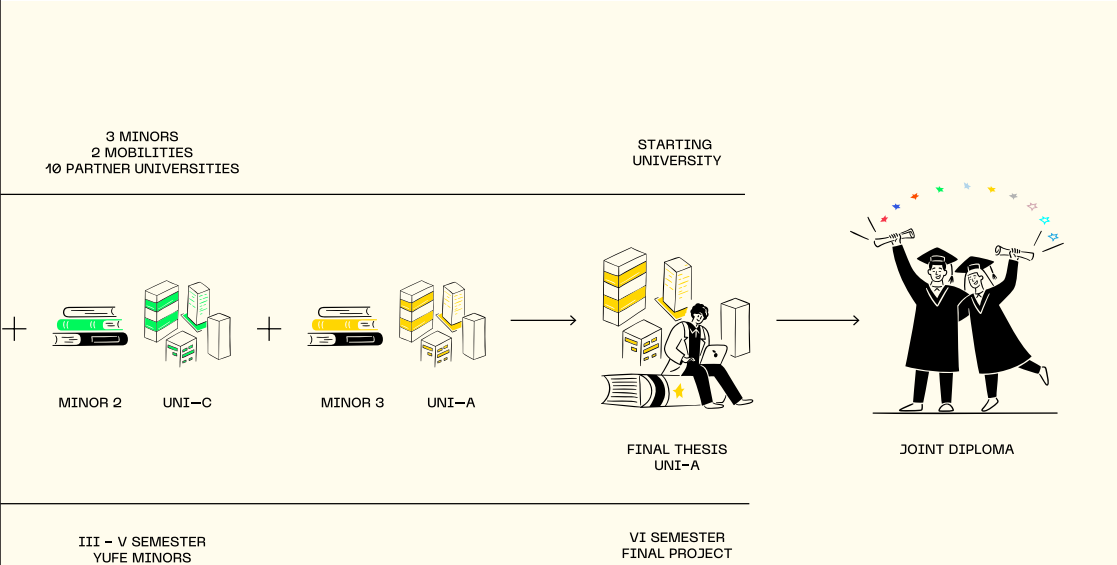 3 MINORS
2 MOBILITIES
10 PARTNER UNIVERSITIES
STARTING
UNIVERSITY
MINOR 2
UNI–C
MINOR 3
UNI–A
FINAL THESIS
UNI–A
JOINT DIPLOMA
III – V SEMESTER
YUFE MINORS
VI SEMESTER
FINAL PROJECT